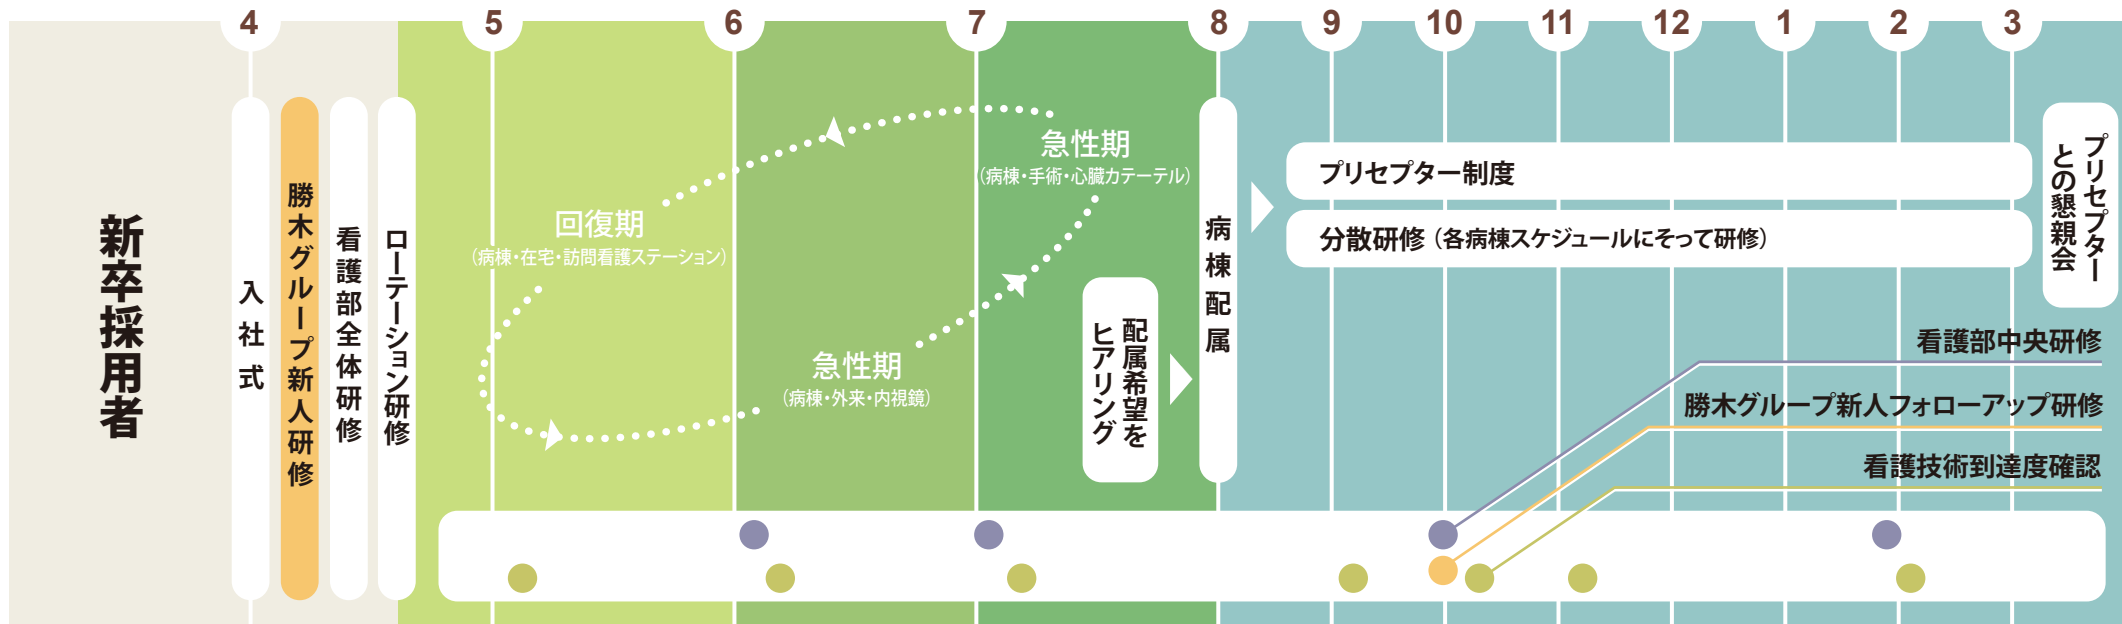 4
5
6
7
8
9
10
11
12
1
2
3
新卒採用者
入社式
勝木グループ新人研修
看護部全体研修
ローテーション研修
回復期
（病棟・在宅・訪問看護ステーション）
急性期
（病棟・外来・内視鏡）
急性期
（病棟・手術・心臓カテーテル）
配属希望を
ヒアリング
病棟配属
プリセプター制度
分散研修（各病棟スケジュールにそって研修）
プリセプター
との懇親会
看護部中央研修
勝木グループ新人フォローアップ研修
看護技術到達度確認